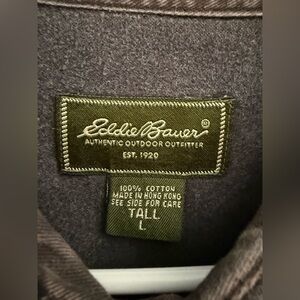 Eddie Bauer®
AUTHENTIC OUTDOOR OUTFITTER
EST. 1920
100% COTTON
MADE IN HONG KONG
SEE SIDE FOR CARE
TALL
L